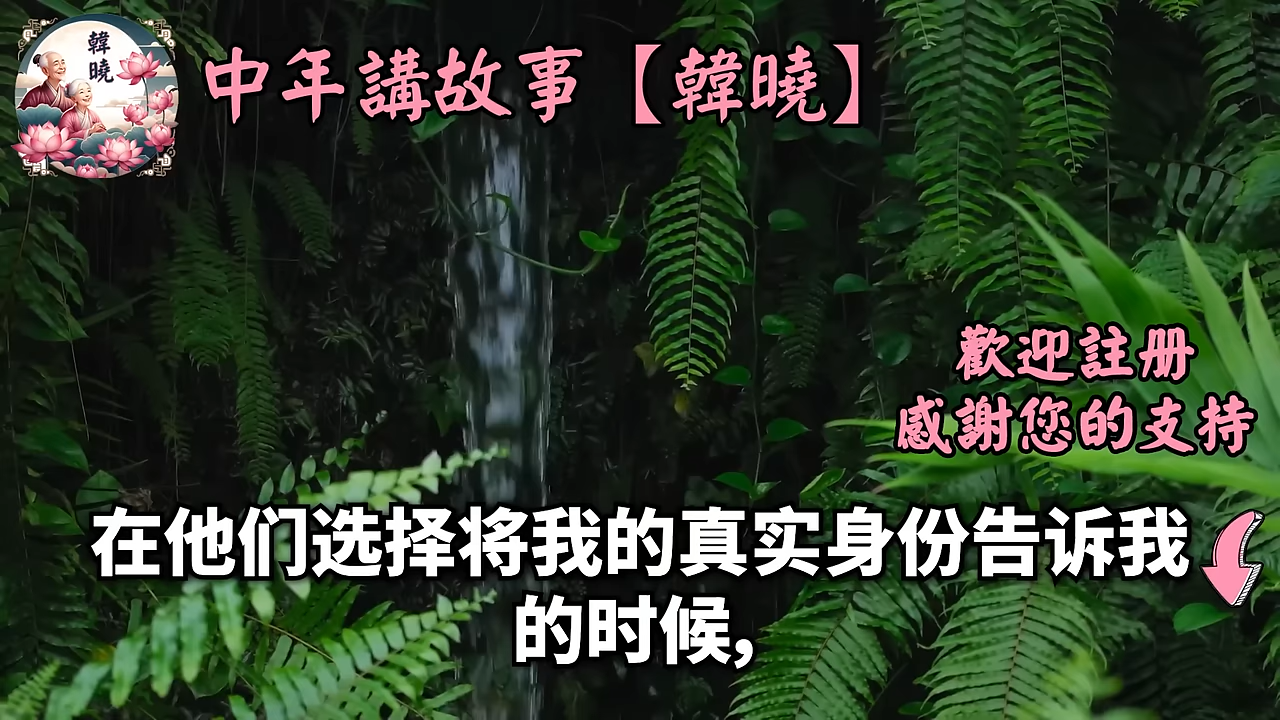 韓
曉
中年講故事【韓曉】
歡迎註册
感謝您的支持
在他们选择将我的真实身份告诉我
的时候,